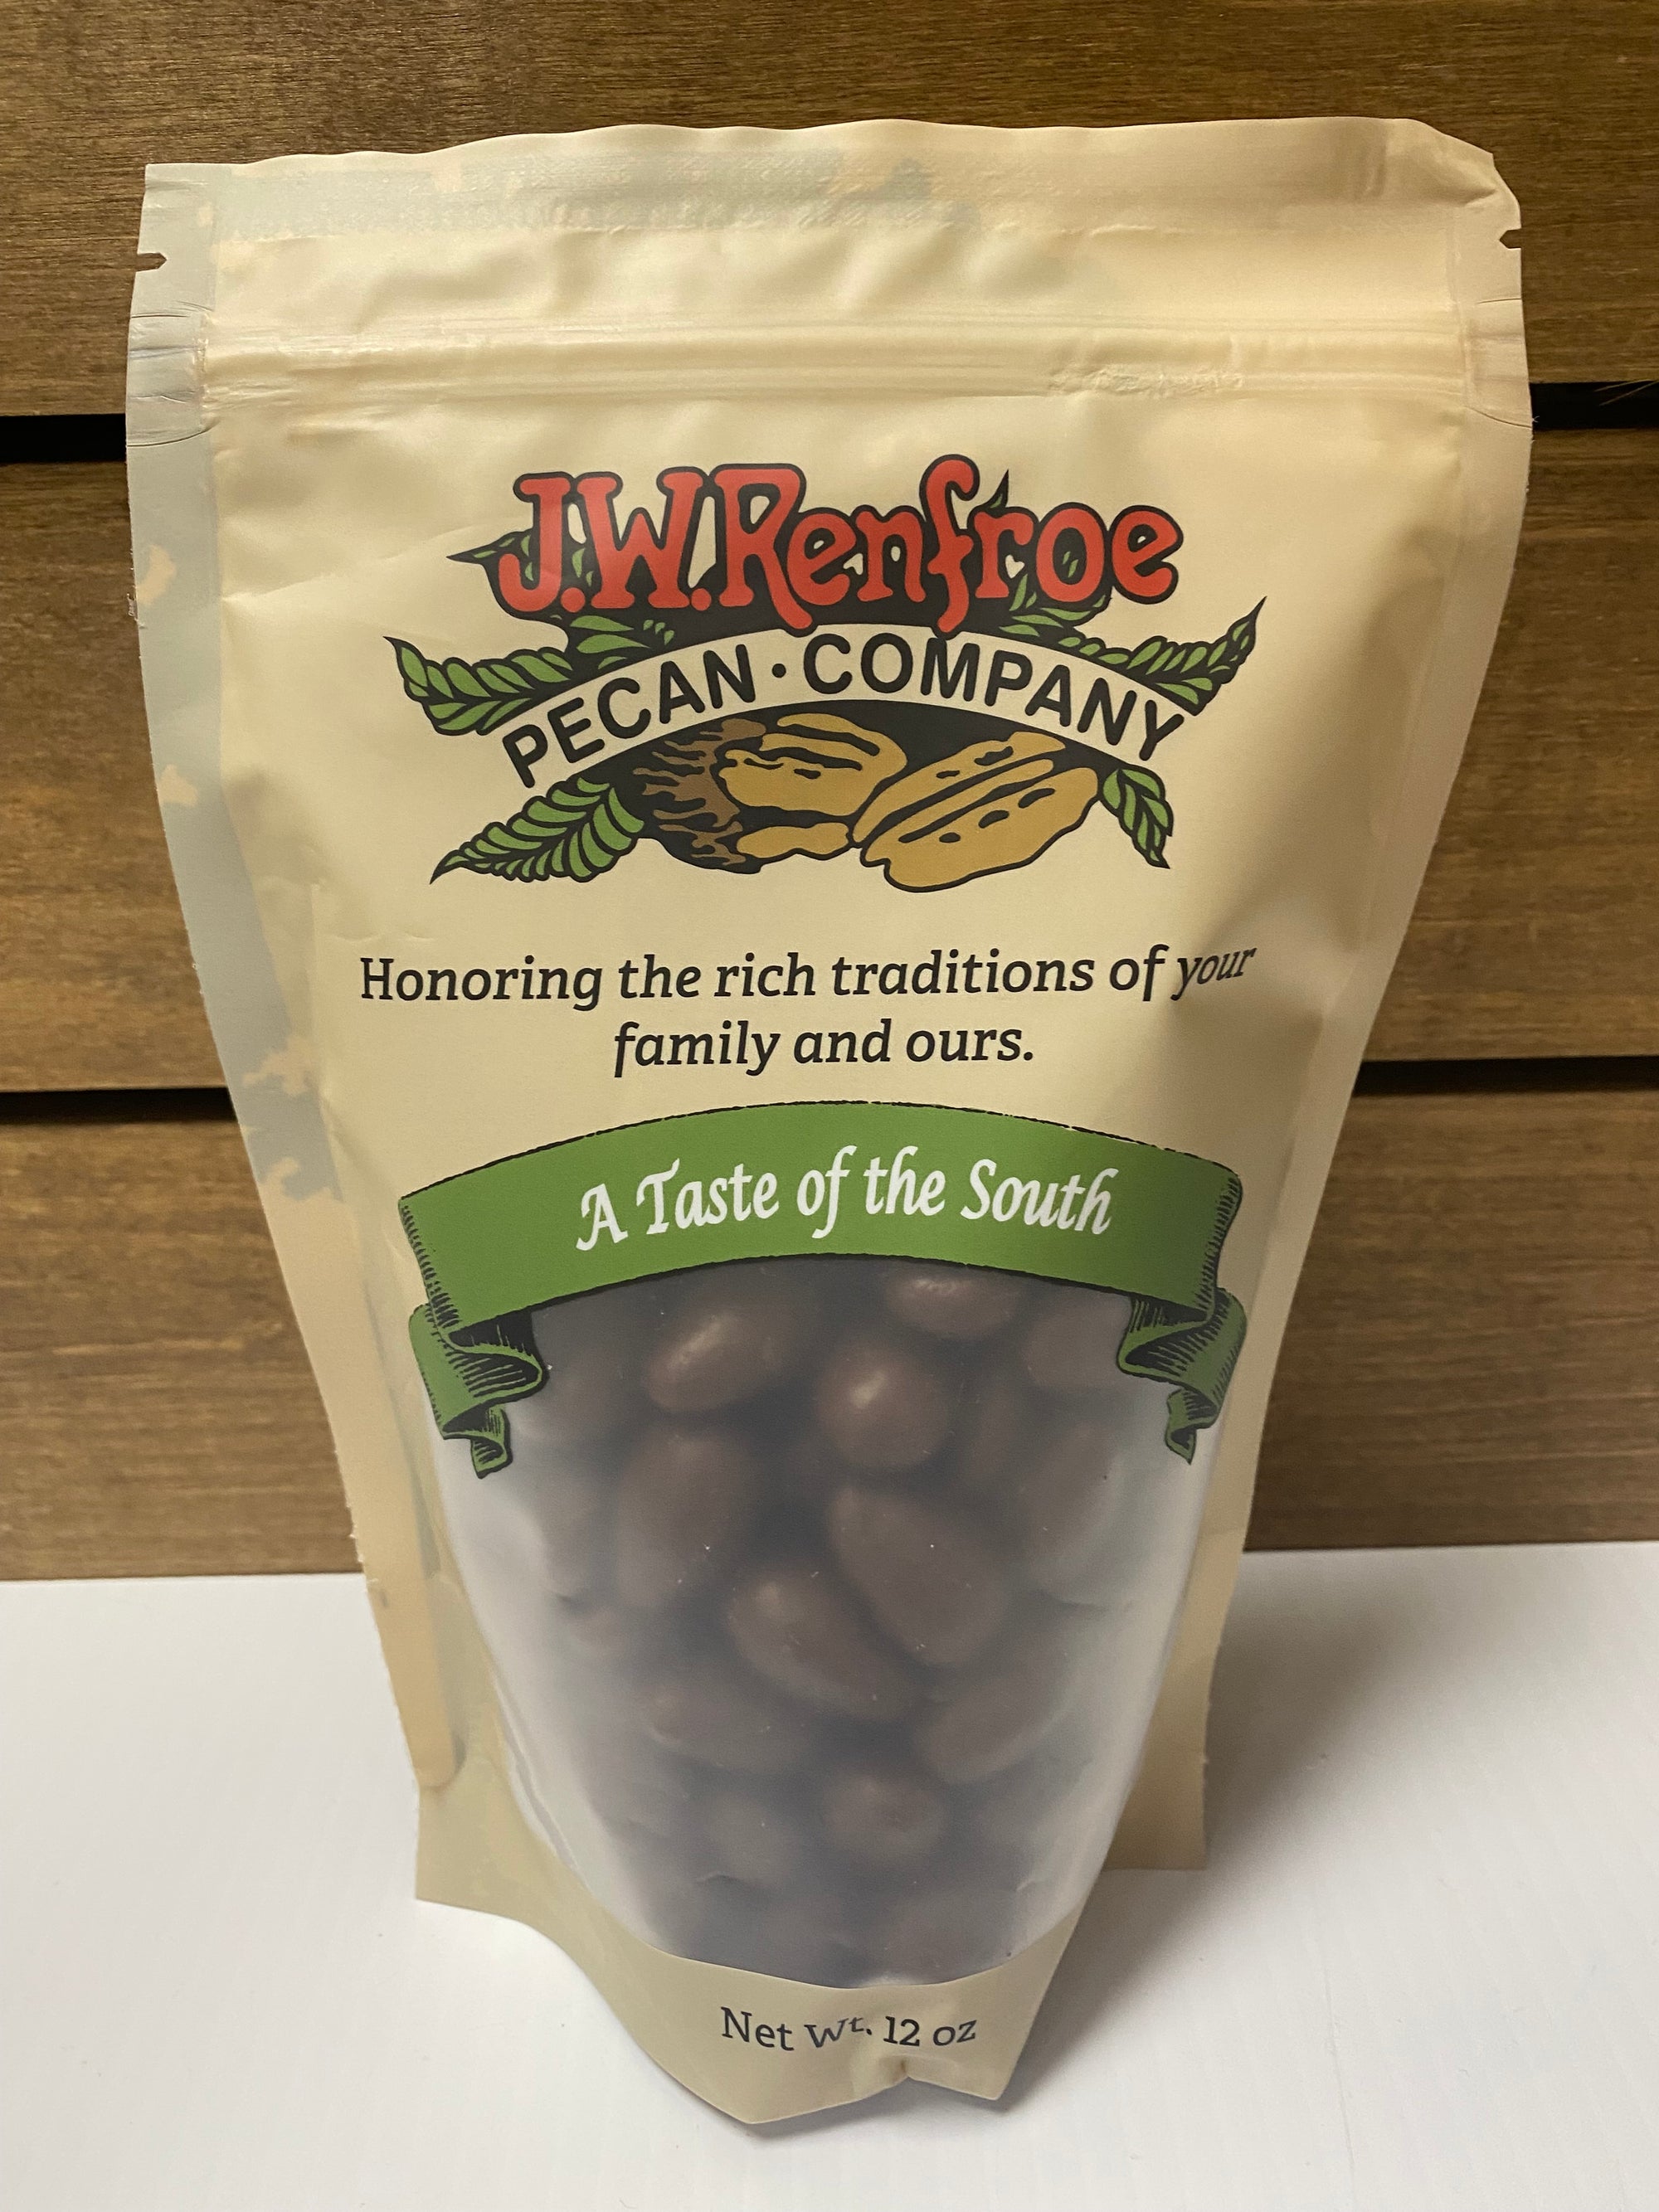 J.W. Renfroe
PECAN · COMPANY
Honoring the rich traditions of your
family and ours.
A Taste of the South
Net Wt. 12 oz